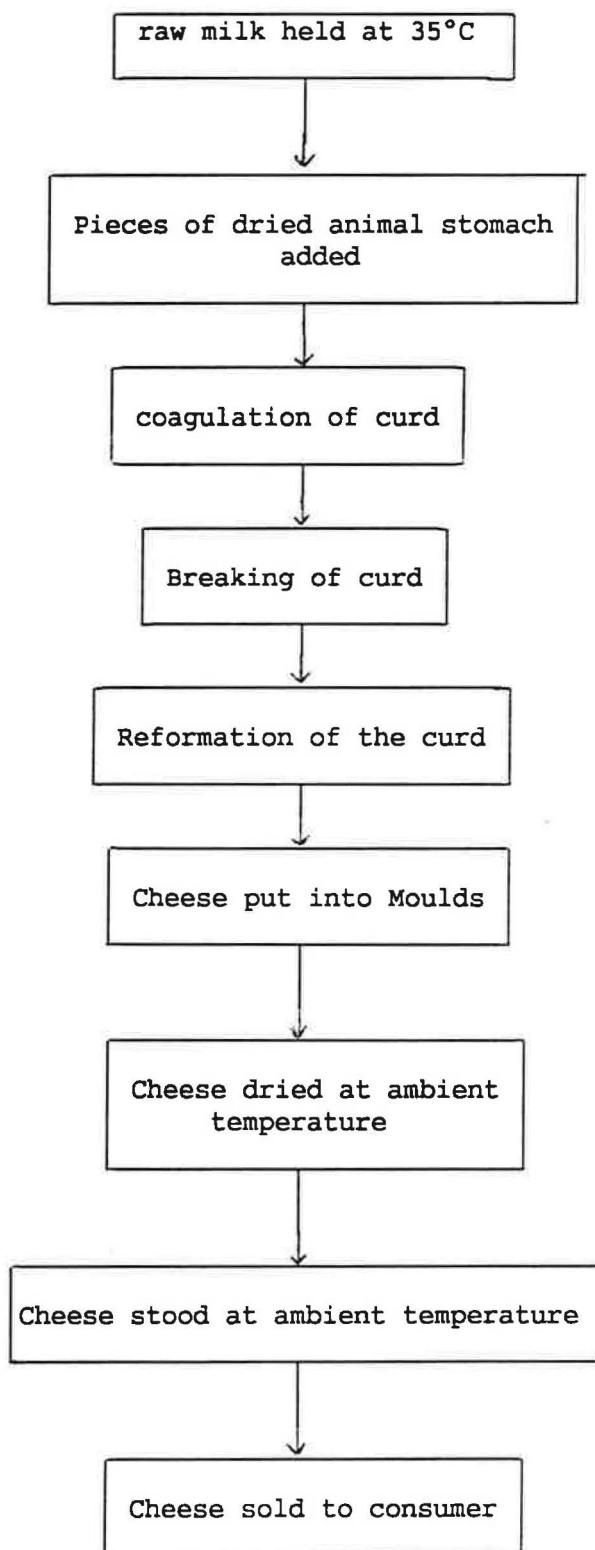 raw milk held at 35°C
Pieces of dried animal stomach
added
coagulation of curd
Breaking of curd
Reformation of the curd
Cheese put into Moulds
Cheese dried at ambient
temperature
Cheese stood at ambient temperature
Cheese sold to consumer